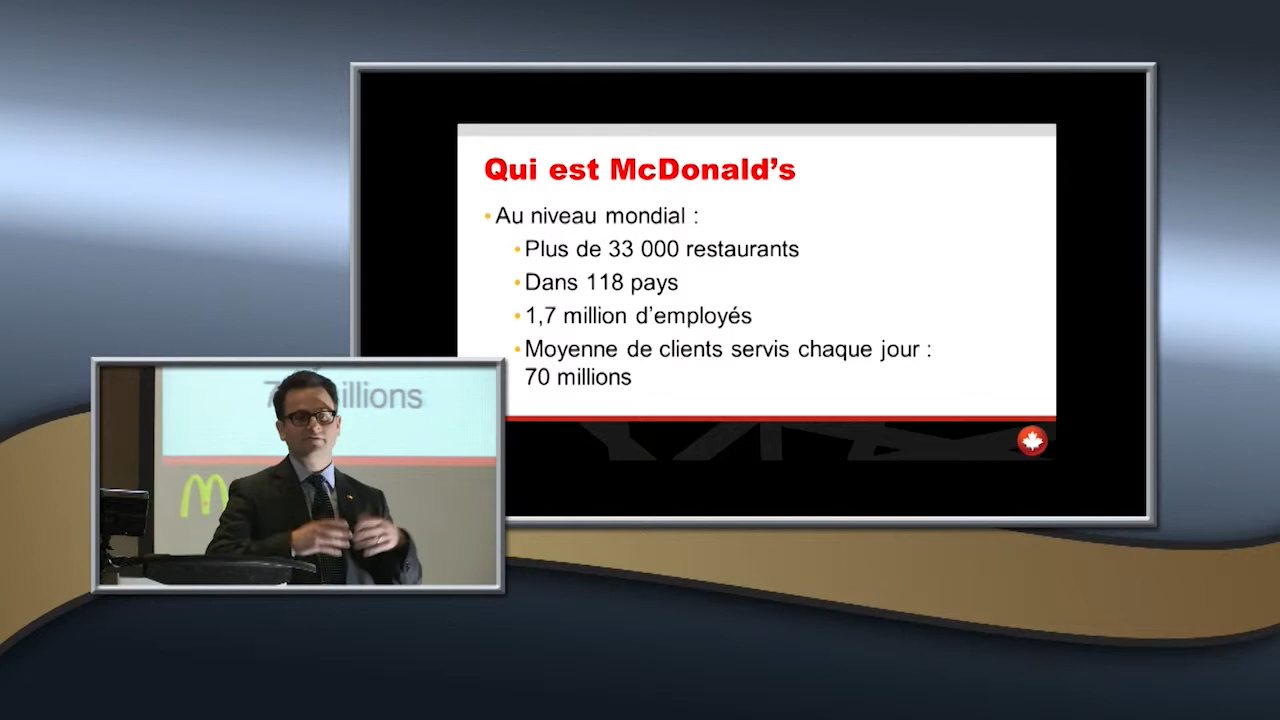 Qui est McDonald’s
• Au niveau mondial :
• Plus de 33 000 restaurants
• Dans 118 pays
• 1,7 million d’employés
• Moyenne de clients servis chaque jour :
70 millions
illions